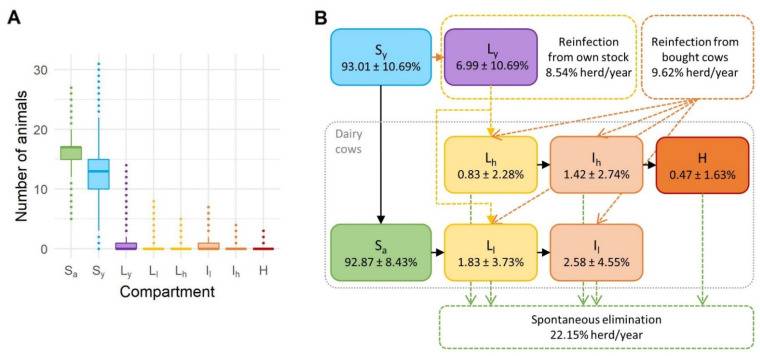 A
Number of animals
30
20
10
0
Sa Sy Ly Ll Lh Il Ih H
Compartment
B
Sy
93.01 ± 10.69%
Ly
6.99 ± 10.69%
Reinfection
from own stock
8.54% herd/year
Reinfection from
bought cows
9.62% herd/year
Dairy
cows
Lh
0.83 ± 2.28%
Ih
1.42 ± 2.74%
H
0.47 ± 1.63%
Sa
92.87 ± 8.43%
Ll
1.83 ± 3.73%
Il
2.58 ± 4.55%
Spontaneous elimination
22.15% herd/year